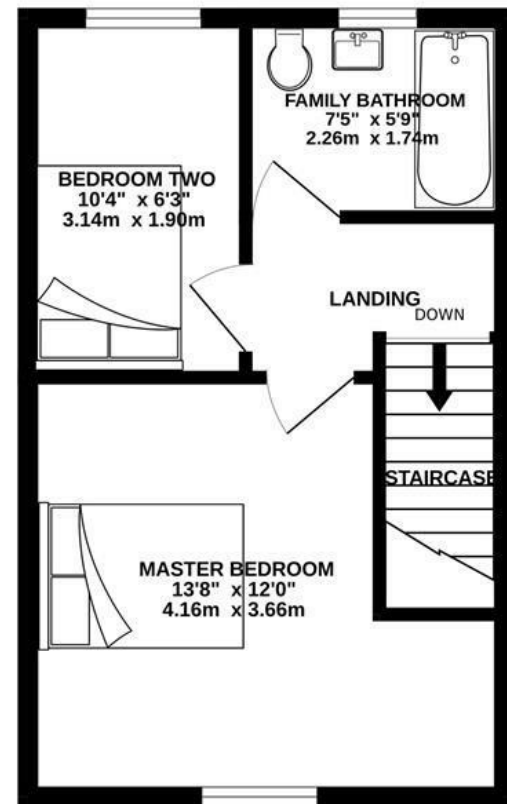 FAMILY BATHROOM
7'5" x 5'9"
2.26m x 1.74m
BEDROOM TWO
10'4" x 6'3"
3.14m x 1.90m
LANDING
DOWN
STAIRCASE
MASTER BEDROOM
13'8" x 12'0"
4.16m x 3.66m